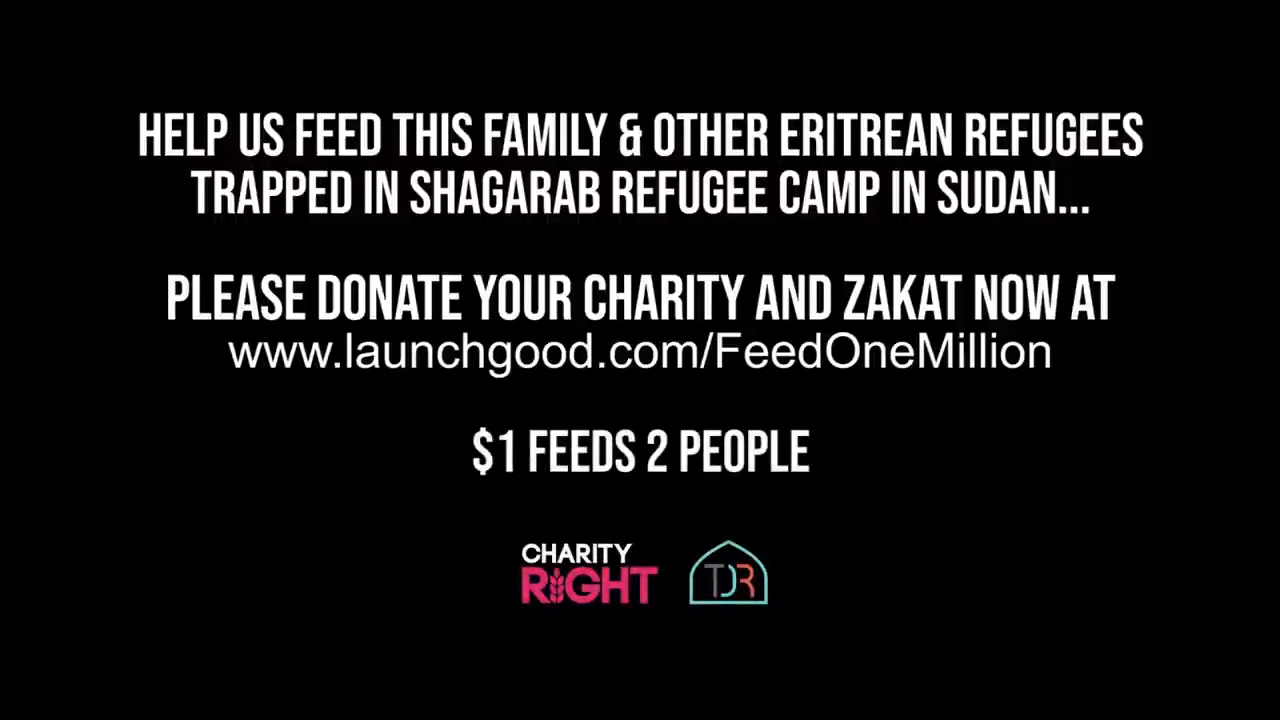 HELP US FEED THIS FAMILY & OTHER ERITREAN REFUGEES
TRAPPED IN SHAGARAB REFUGEE CAMP IN SUDAN...
PLEASE DONATE YOUR CHARITY AND ZAKAT NOW AT
www.launchgood.com/FeedOneMillion
$1 FEEDS 2 PEOPLE
CHARITY
RIGHT
TDR